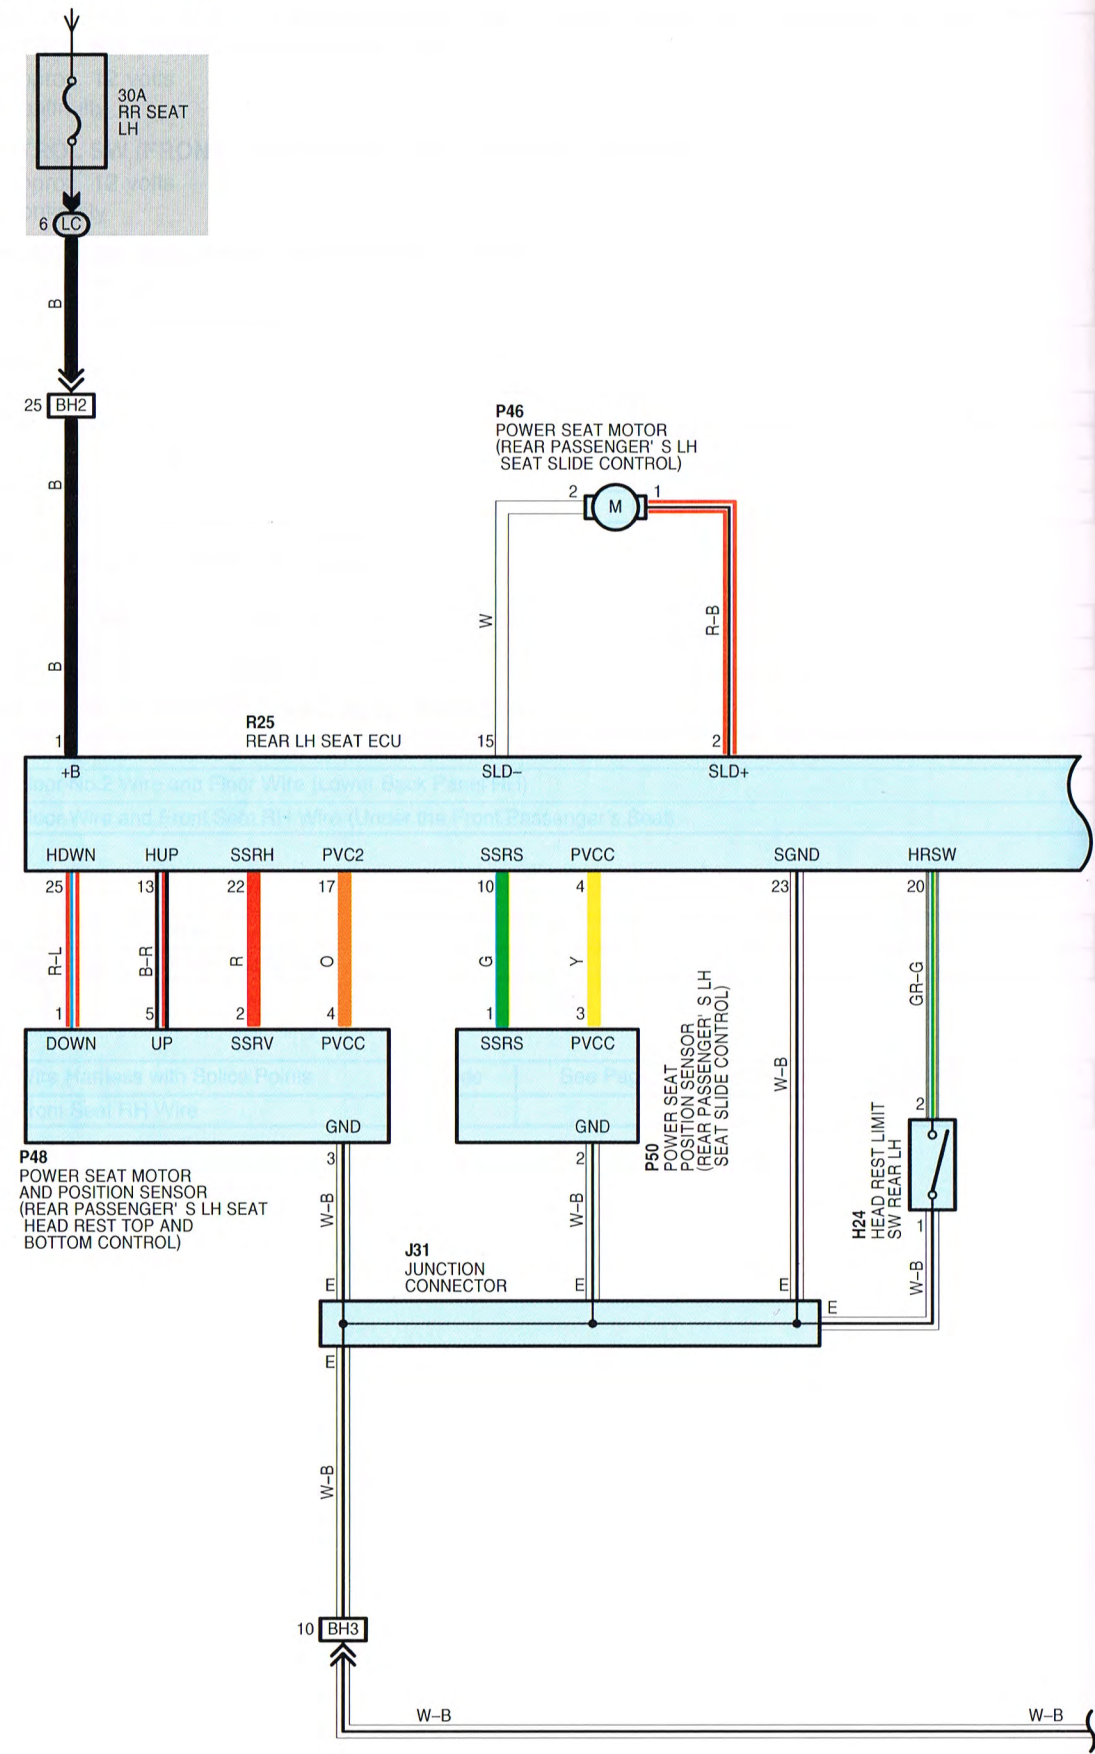 30A
RR SEAT
LH
6 LC
B
25 BH2
B
B
P46
POWER SEAT MOTOR
(REAR PASSENGER' S LH
SEAT SLIDE CONTROL)
2 M 1
W
R–B
R25
REAR LH SEAT ECU
1 15 2
+B SLD– SLD+
HDWN HUP SSRH PVC2 SSRS PVCC SGND HRSW
25 13 22 17 10 4 23 20
R–L B–R R O G Y W–B GR–G
1 5 2 4 1 3
DOWN UP SSRV PVCC SSRS PVCC
GND GND
P48
POWER SEAT MOTOR
AND POSITION SENSOR
(REAR PASSENGER' S LH SEAT
HEAD REST TOP AND
BOTTOM CONTROL)
3 2
W–B W–B
P50
POWER SEAT
POSITION SENSOR
(REAR PASSENGER' S LH
SEAT SLIDE CONTROL)
2
H24
HEAD REST LIMIT
SW REAR LH
1
W–B
J31
JUNCTION
CONNECTOR
E E E E
E
W–B
10 BH3
W–B W–B